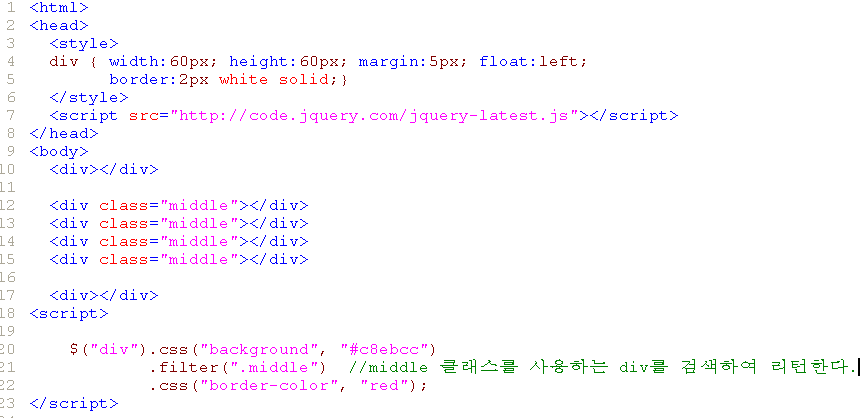 1 <html>
2 <head>
3 <style>
4 div { width:60px; height:60px; margin:5px; float:left;
5 border:2px white solid;}
6 </style>
7 <script src="http://code.jquery.com/jquery-latest.js"></script>
8 </head>
9 <body>
10 <div></div>
11
12 <div class="middle"></div>
13 <div class="middle"></div>
14 <div class="middle"></div>
15 <div class="middle"></div>
16
17 <div></div>
18 <script>
19
20 $("div").css("background", "#c8ebcc")
21 .filter(".middle") //middle 클래스를 사용하는 div를 검색하여 리턴한다.
22 .css("border-color", "red");
23 </script>